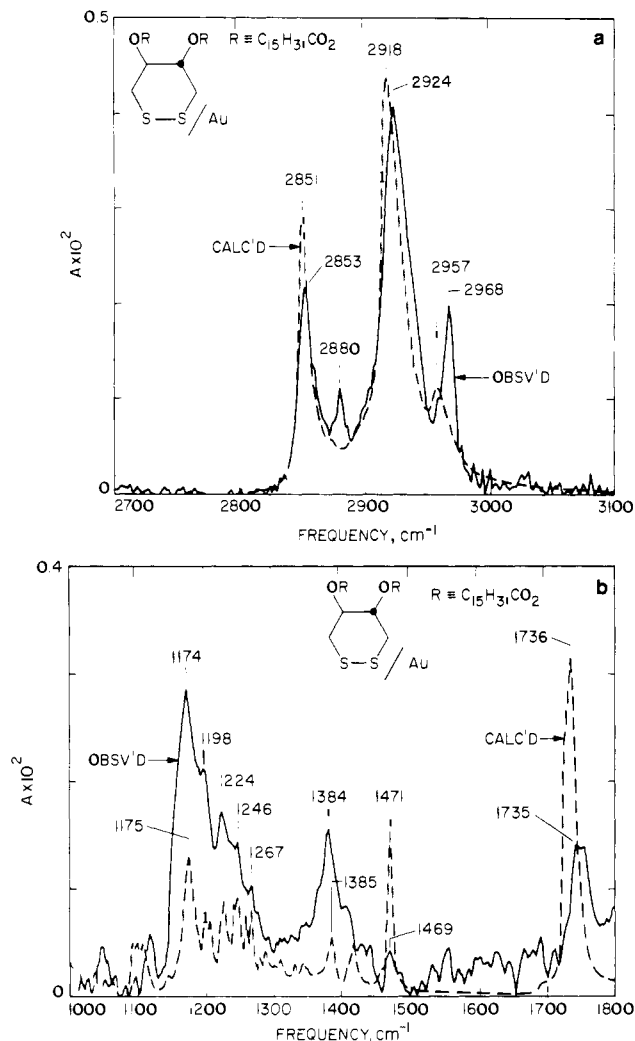 0.5
OR OR R ≡ C15H31CO2
a
S—S / Au
2918
2924
2851
CALC'D
2853
2880
2957
2968
OBSV'D
A×10²
0
2700 2800 2900 3000 3100
FREQUENCY, cm⁻¹
0.4
OR OR R ≡ C15H31CO2
b
S—S / Au
1174
OBSV'D
1198
1224
1246
1267
1175
1384
1385
1471
1469
1736
CALC'D
1735
A×10²
0
1000 1100 1200 1300 1400 1500 1600 1700 1800
FREQUENCY, cm⁻¹